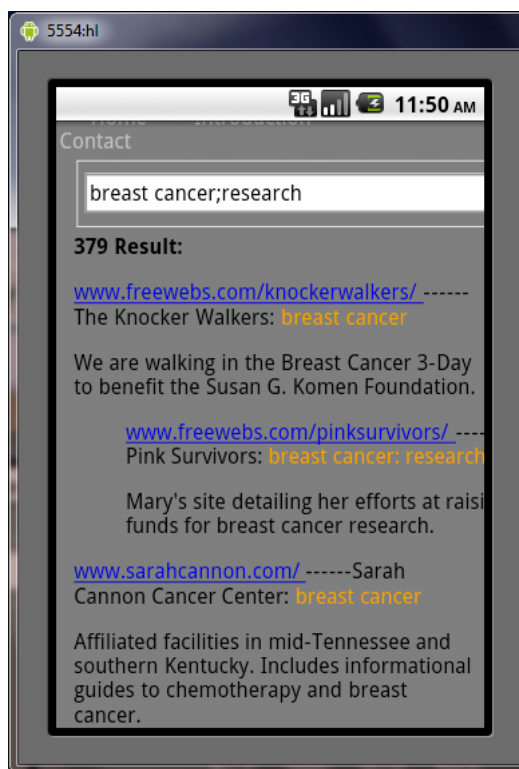 5554:hl
3G 11:50 AM
Home Introduction
Contact
breast cancer;research
379 Result:
www.freewebs.com/knockerwalkers/ ------
The Knocker Walkers: breast cancer
We are walking in the Breast Cancer 3-Day
to benefit the Susan G. Komen Foundation.
www.freewebs.com/pinksurvivors/ ----
Pink Survivors: breast cancer: research
Mary's site detailing her efforts at raisi
funds for breast cancer research.
www.sarahcannon.com/ ------Sarah
Cannon Cancer Center: breast cancer
Affiliated facilities in mid-Tennessee and
southern Kentucky. Includes informational
guides to chemotherapy and breast
cancer.